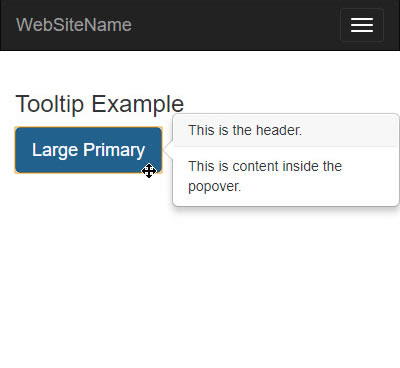 WebSiteName
Tooltip Example
Large Primary
This is the header.
This is content inside the
popover.